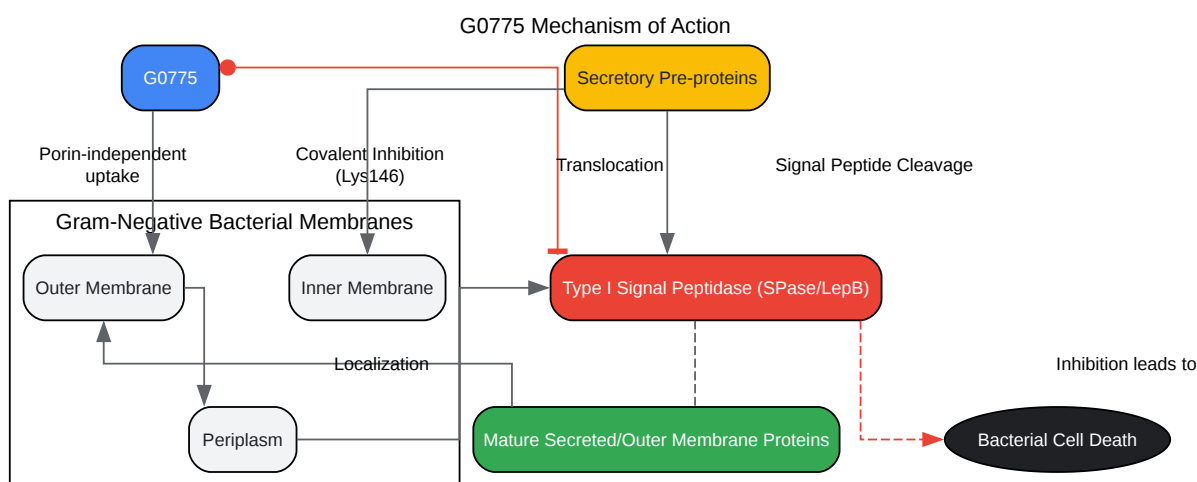 G0775 Mechanism of Action
G0775
Secretory Pre-proteins
Porin-independent
uptake
Covalent Inhibition
(Lys146)
Translocation
Signal Peptide Cleavage
Gram-Negative Bacterial Membranes
Outer Membrane
Inner Membrane
Type I Signal Peptidase (SPase/LepB)
Localization
Inhibition leads to
Periplasm
Mature Secreted/Outer Membrane Proteins
Bacterial Cell Death